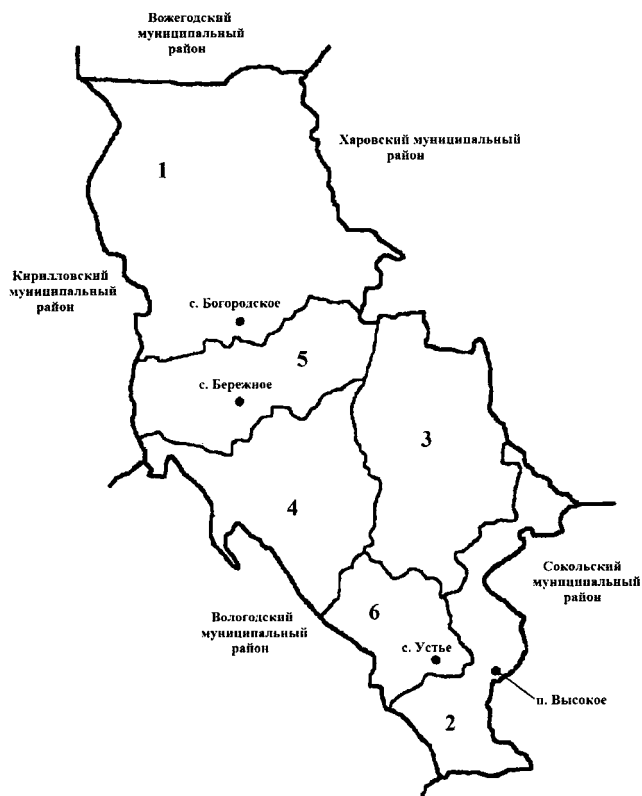 Вожегодский
муниципальный
район
Харовский муниципальный
район
1
Кирилловский
муниципальный
район
с. Богородское
5
с. Бережное
3
4
Сокольский
муниципальный
район
6
Вологодский
муниципальный
район
с. Устье
п. Высокое
2